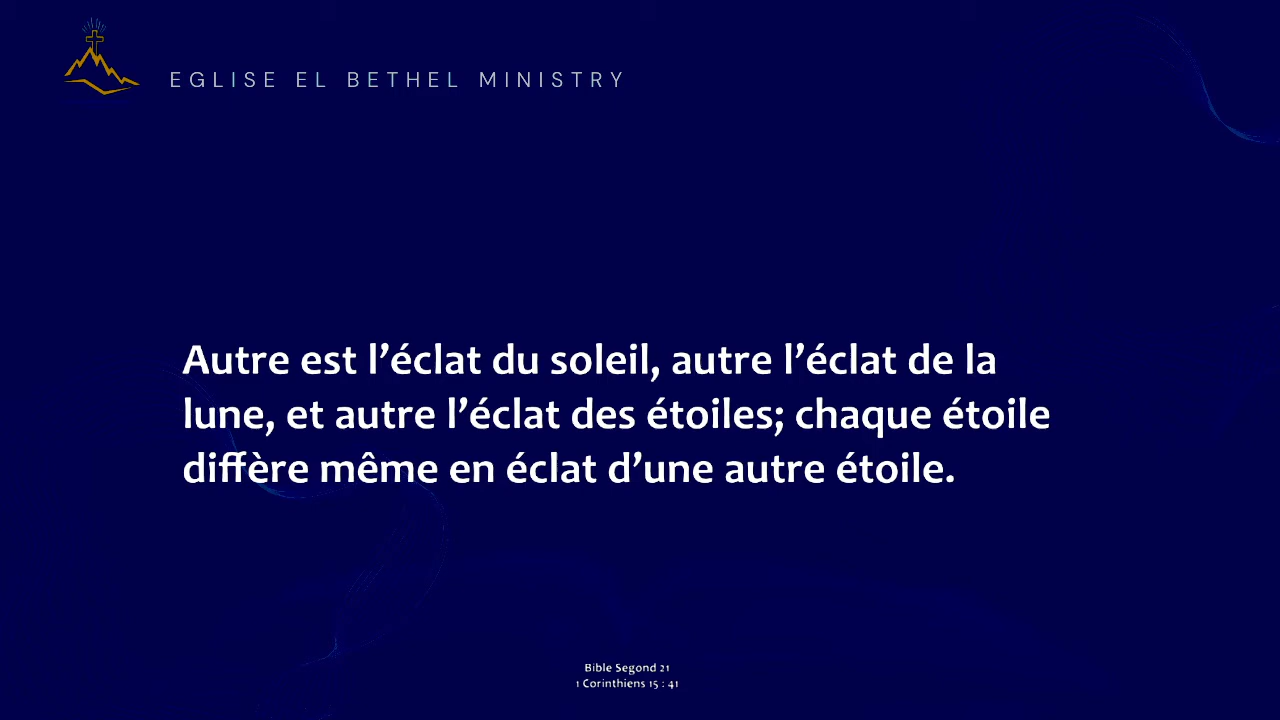 EGLISE EL BETHEL MINISTRY
Autre est l’éclat du soleil, autre l’éclat de la
lune, et autre l’éclat des étoiles; chaque étoile
diffère même en éclat d’une autre étoile.
Bible Segond 21
1 Corinthiens 15 : 41